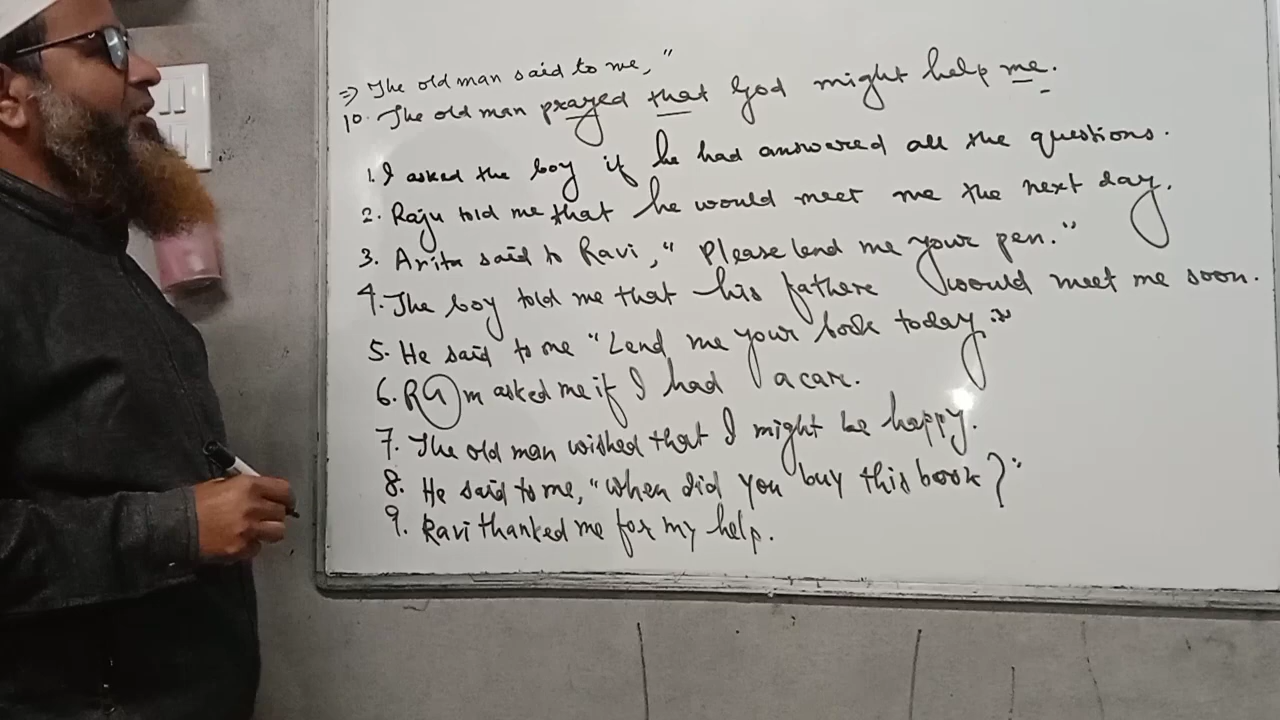 ⇒ The old man said to me,"
10. The old man prayed that God might help me.
1. I asked the boy if he had answered all the questions.
2. Raju told me that he would meet me the next day.
3. Arita said to Ravi, "Please lend me your pen."
4. The boy told me that his father would meet me soon.
5. He said to me "Lend me your book today."
6. Ram asked me if I had a car.
7. The old man wished that I might be happy.
8. He said to me, "When did you buy this book?"
9. Ravi thanked me for my help.